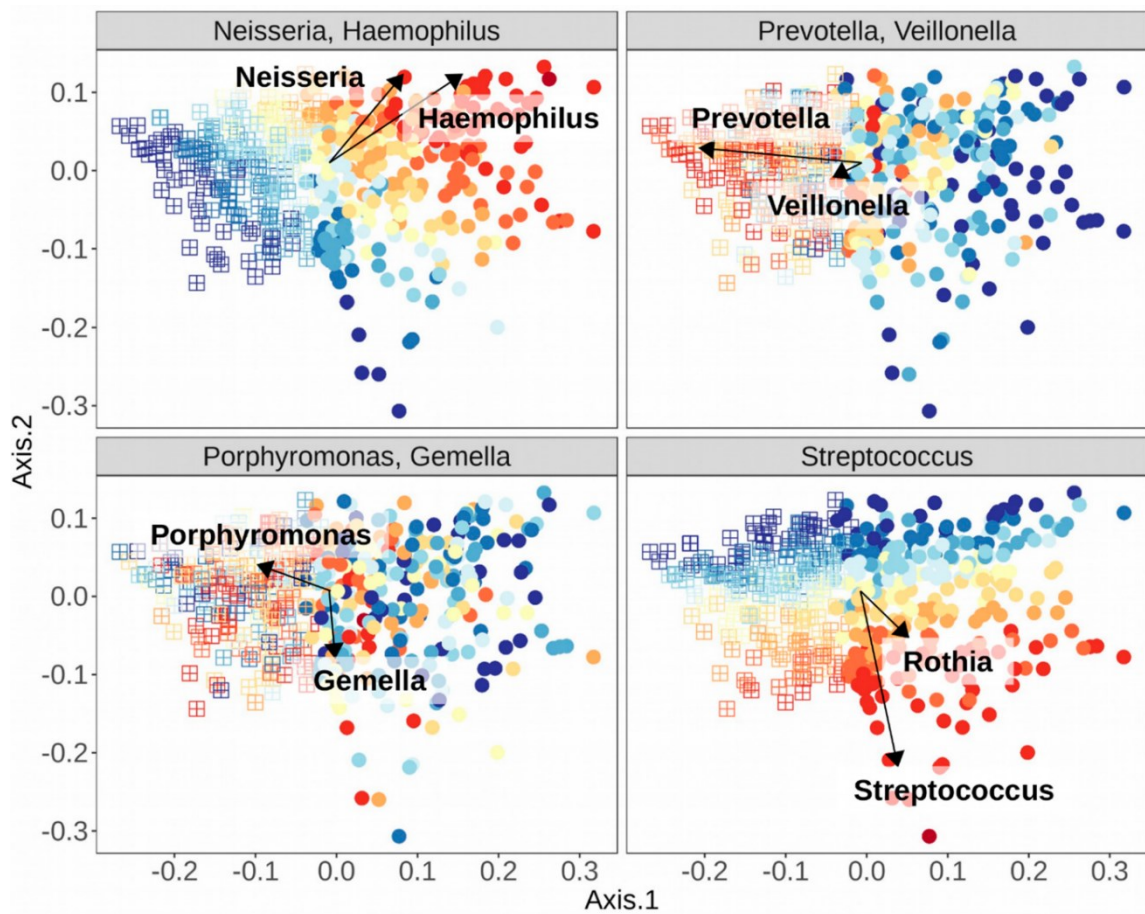 Neisseria, Haemophilus
Prevotella, Veillonella
Neisseria
Haemophilus
Prevotella
Veillonella
0.1
0.0
-0.1
-0.2
-0.3
Axis.2
Porphyromonas, Gemella
Streptococcus
Porphyromonas
Gemella
Rothia
Streptococcus
0.1
0.0
-0.1
-0.2
-0.3
-0.2 -0.1 0.0 0.1 0.2 0.3
-0.2 -0.1 0.0 0.1 0.2 0.3
Axis.1